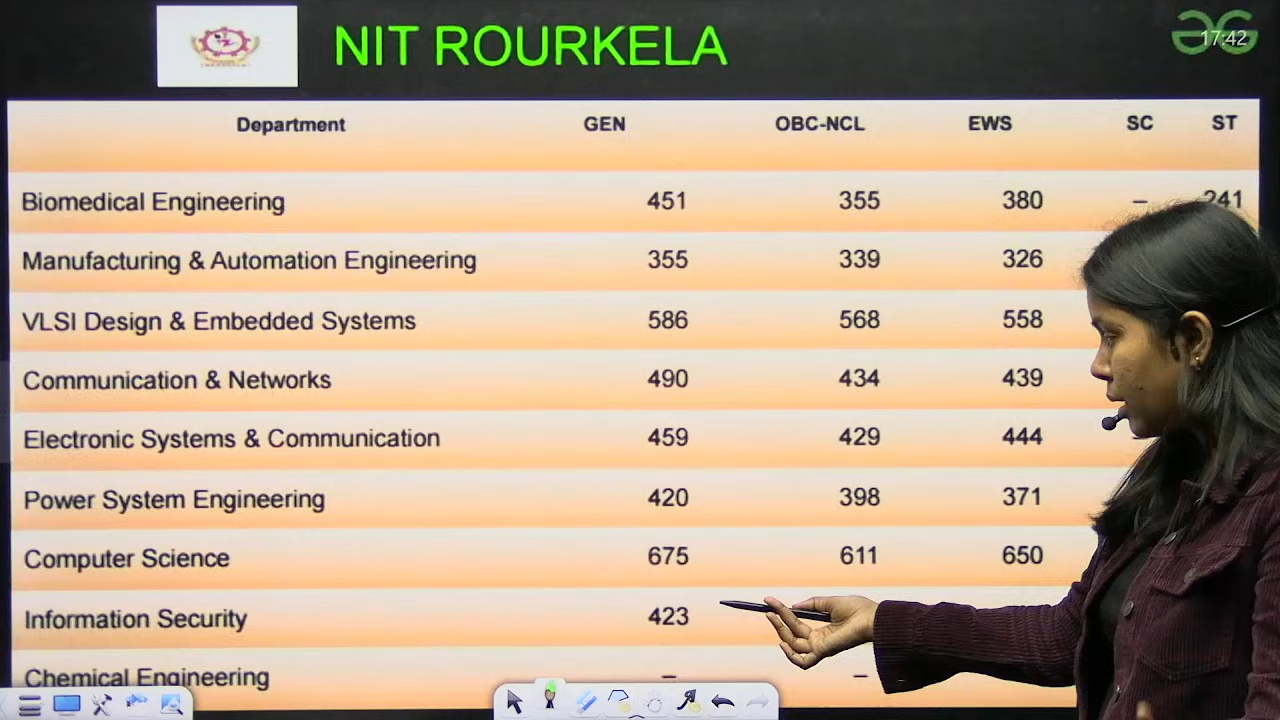 NIT ROURKELA
17:42
Department GEN OBC-NCL EWS SC ST
Biomedical Engineering 451 355 380 – 241
Manufacturing & Automation Engineering 355 339 326
VLSI Design & Embedded Systems 586 568 558
Communication & Networks 490 434 439
Electronic Systems & Communication 459 429 444
Power System Engineering 420 398 371
Computer Science 675 611 650
Information Security 423
Chemical Engineering – –